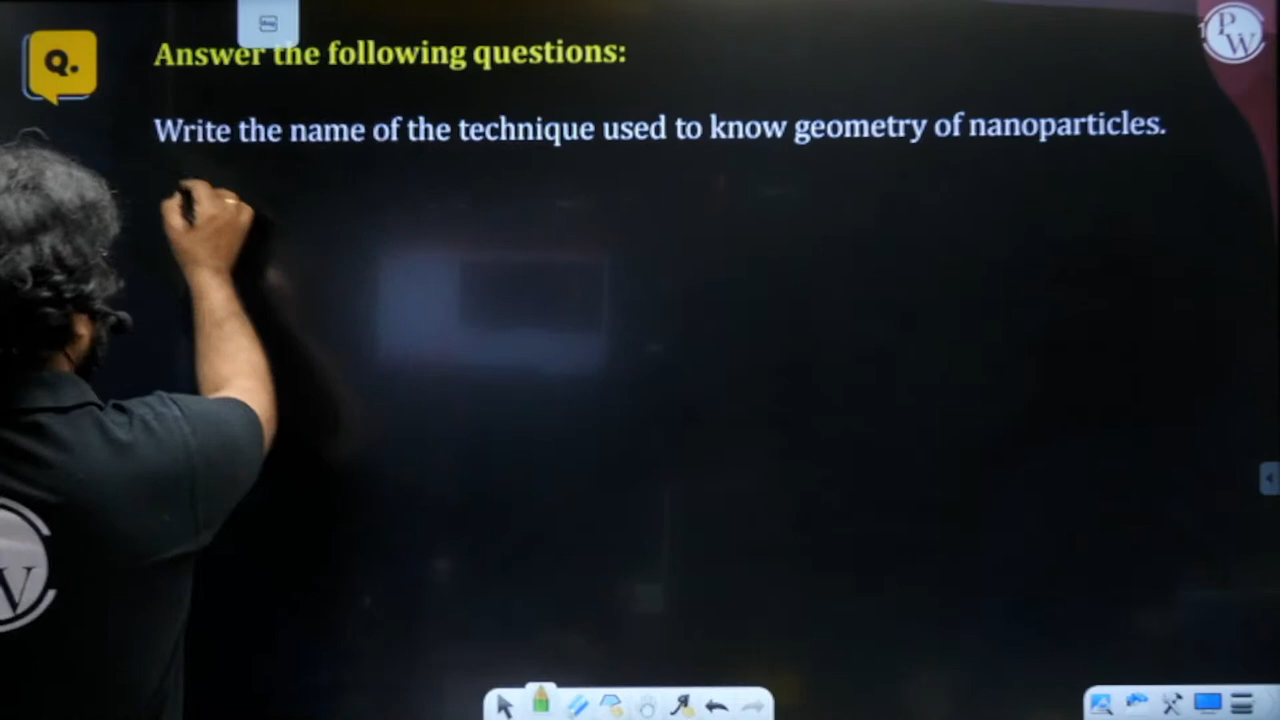 Q.
Answer the following questions:
Write the name of the technique used to know geometry of nanoparticles.
P
W
W